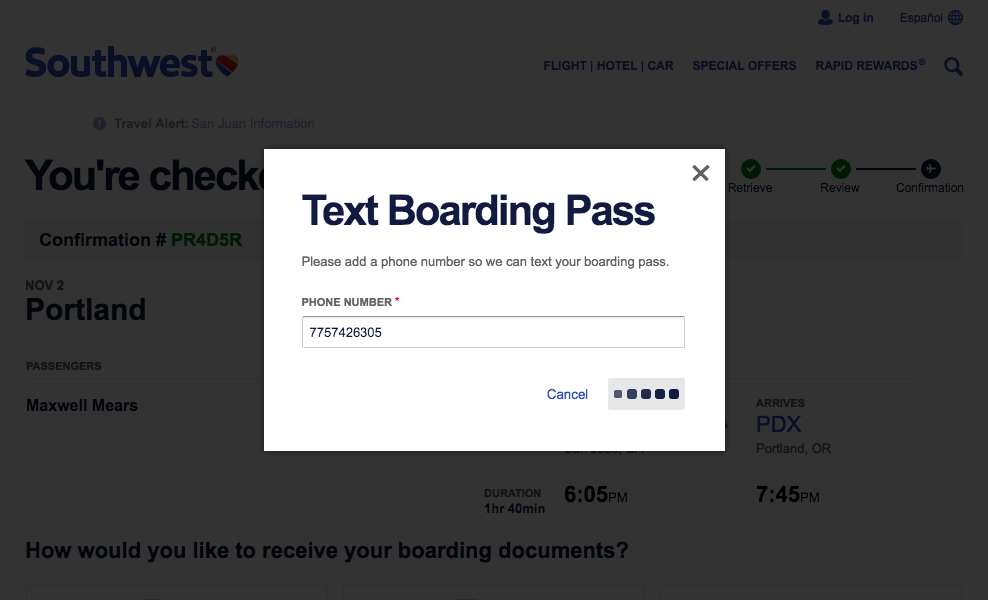 Log in
Español
Southwest®
FLIGHT | HOTEL | CAR
SPECIAL OFFERS
RAPID REWARDS®
Travel Alert: San Juan Information
You're checke
Retrieve
Review
Confirmation
Confirmation # PR4D5R
Text Boarding Pass
Please add a phone number so we can text your boarding pass.
PHONE NUMBER *
7757426305
Cancel
NOV 2
Portland
PASSENGERS
Maxwell Mears
ARRIVES
PDX
Portland, OR
DURATION
1hr 40min
6:05PM
7:45PM
How would you like to receive your boarding documents?